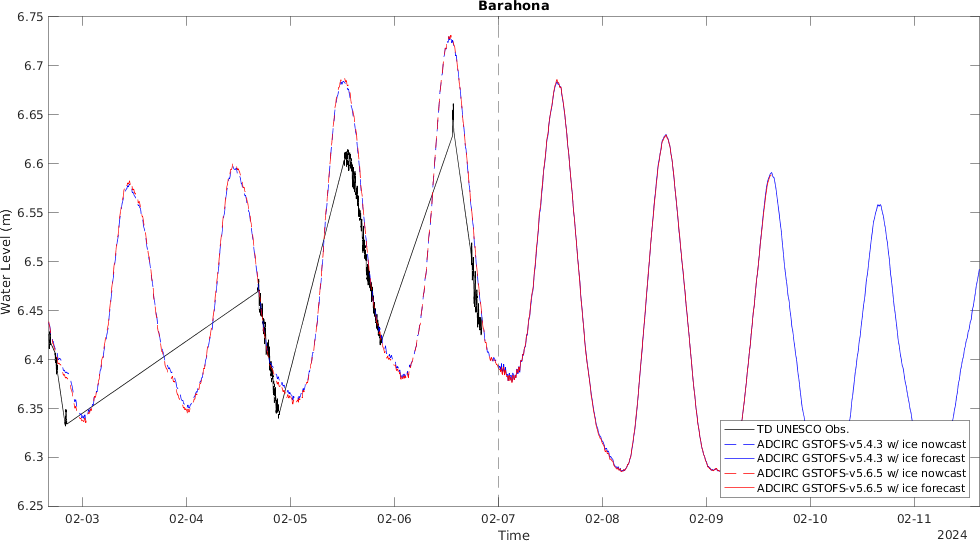 Barahona
6.75
6.7
6.65
6.6
6.55
6.5
6.45
6.4
6.35
6.3
6.25
Water Level (m)
TD UNESCO Obs.
ADCIRC GSTOFS-v5.4.3 w/ ice nowcast
ADCIRC GSTOFS-v5.4.3 w/ ice forecast
ADCIRC GSTOFS-v5.6.5 w/ ice nowcast
ADCIRC GSTOFS-v5.6.5 w/ ice forecast
02-03 02-04 02-05 02-06 02-07 02-08 02-09 02-10 02-11
Time
2024